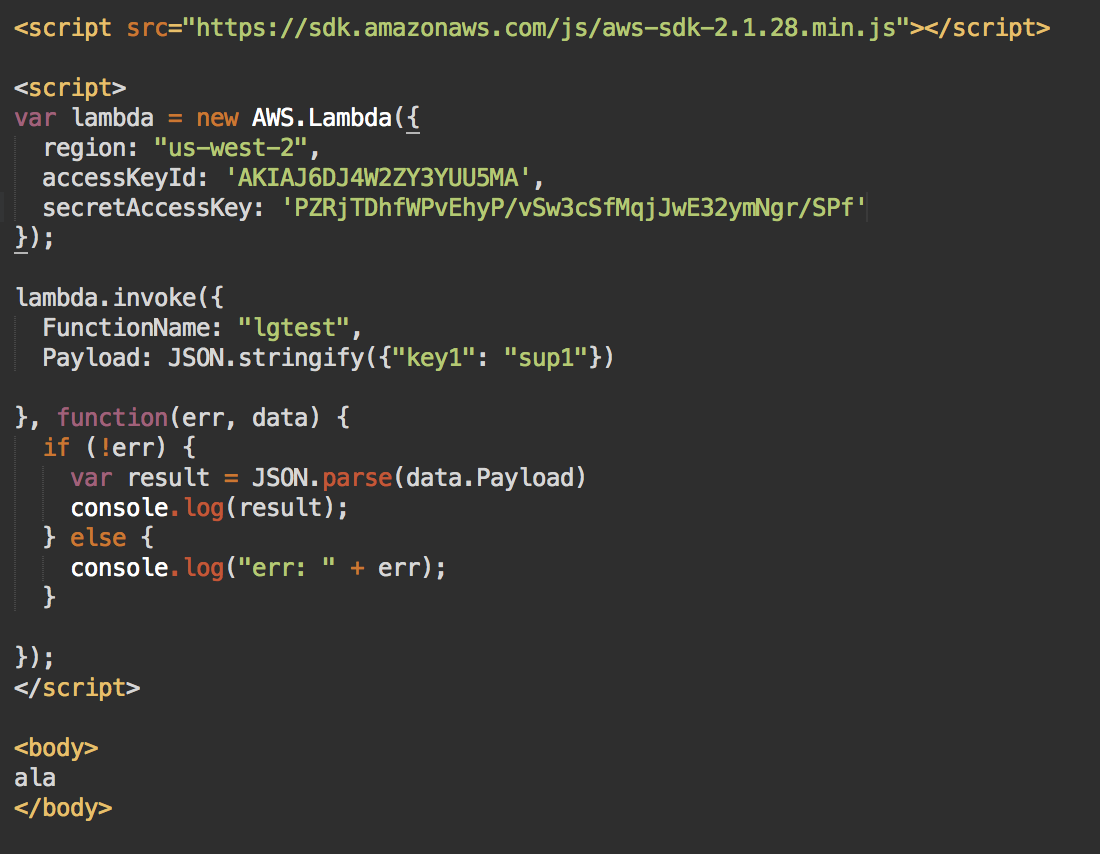 <script src="https://sdk.amazonaws.com/js/aws-sdk-2.1.28.min.js"></script>
<script>
var lambda = new AWS.Lambda({
region: "us-west-2",
accessKeyId: 'AKIAJ6DJ4W2ZY3YUU5MA',
secretAccessKey: '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'
});
lambda.invoke({
FunctionName: "lgtest",
Payload: JSON.stringify({"key1": "sup1"})
}, function(err, data) {
if (!err) {
var result = JSON.parse(data.Payload)
console.log(result);
} else {
console.log("err: " + err);
}
});
</script>
<body>
ala
</body>